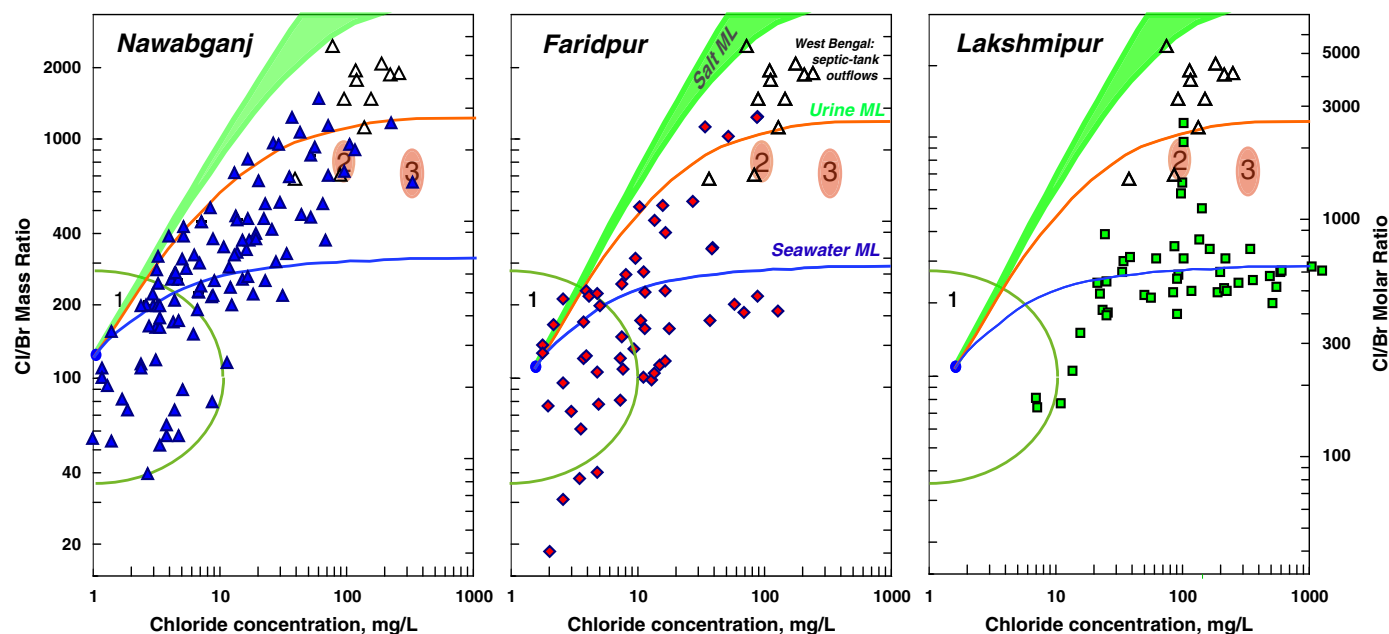 Nawabganj
Faridpur
Lakshmipur
West Bengal:
septic-tank
outflows
Salt ML
Urine ML
Seawater ML
1
2
3
1
2
3
1
2
3
Cl/Br Mass Ratio
2000
1000
400
200
100
40
20
5000
3000
1000
300
100
Cl/Br Molar Ratio
1 10 100 1000
1 10 100 1000
1 10 100 1000
Chloride concentration, mg/L
Chloride concentration, mg/L
Chloride concentration, mg/L